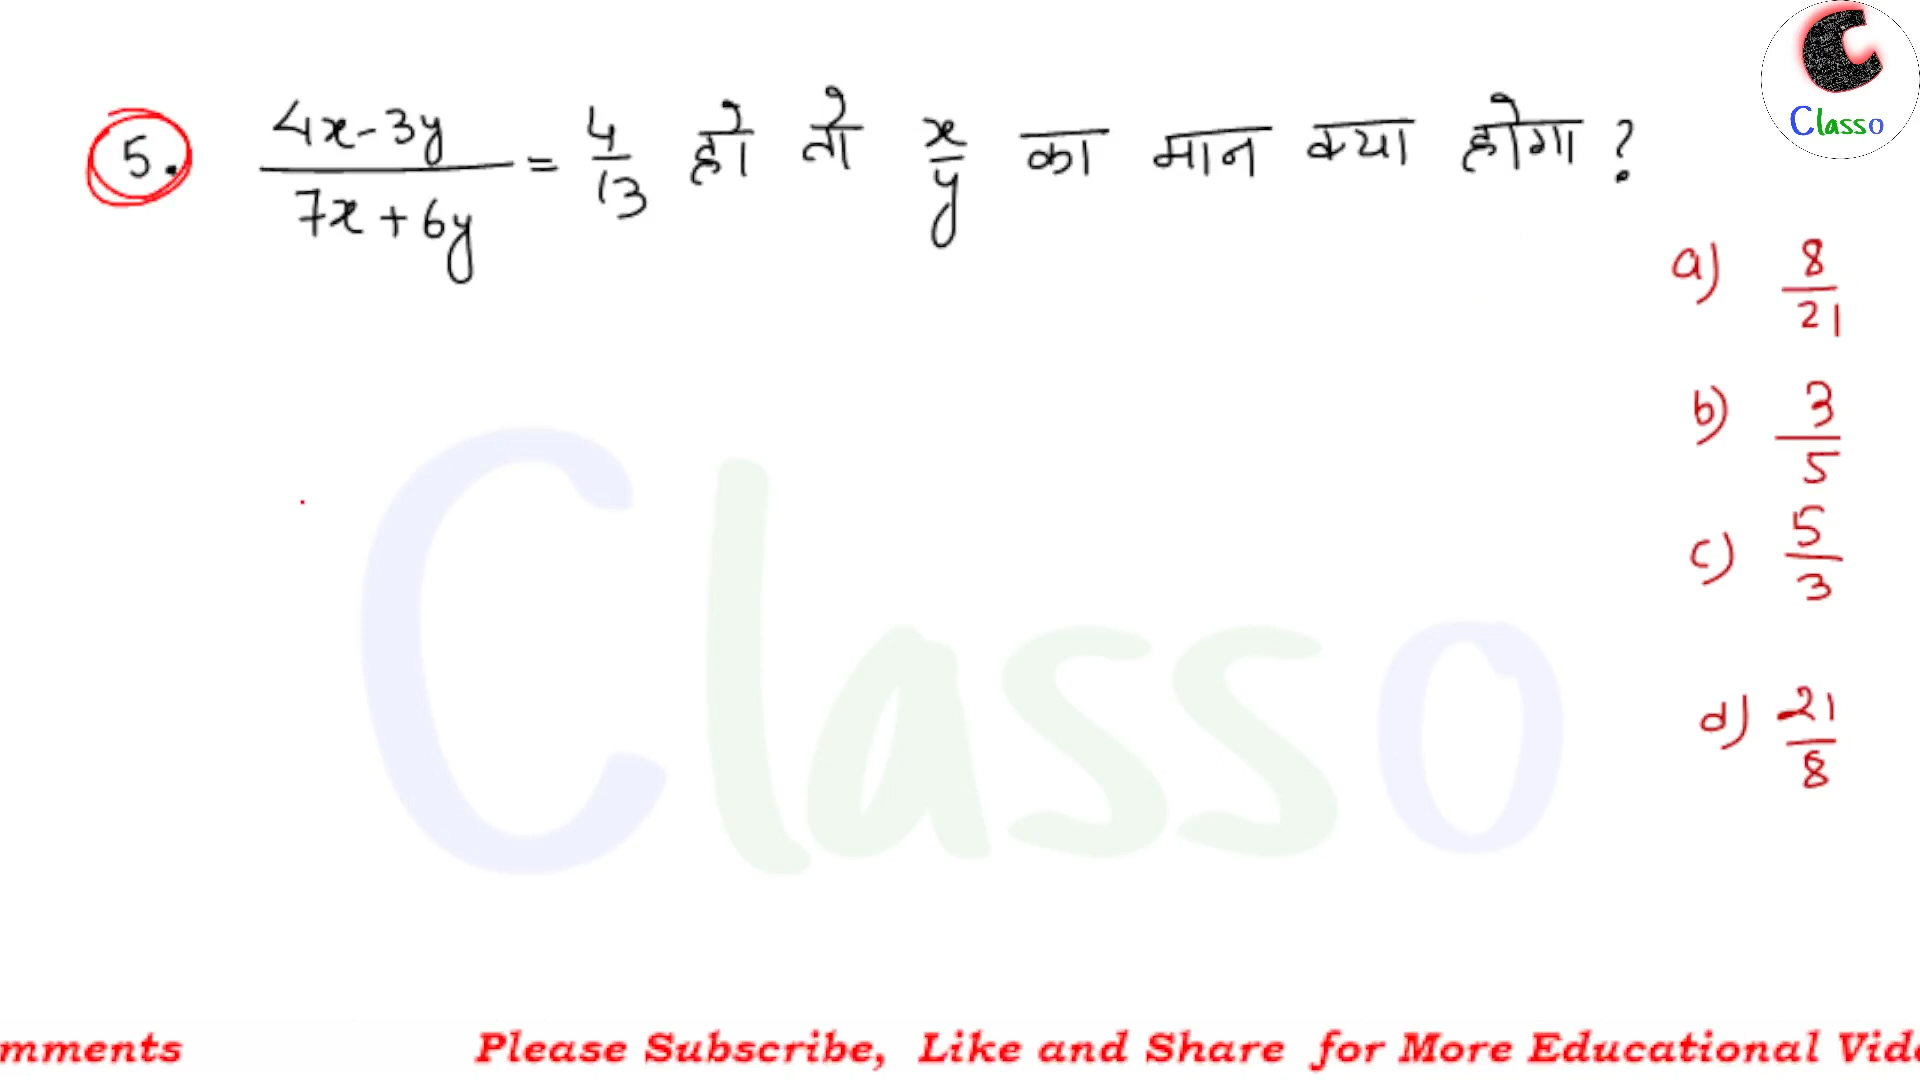 C
Classo
5. (4x-3y)/(7x+6y) = 4/13 हो तो x/y का मान क्या होगा ?
a) 8/21
b) 3/5
c) 5/3
d) 21/8
Classo
mments Please Subscribe, Like and Share for More Educational Vide